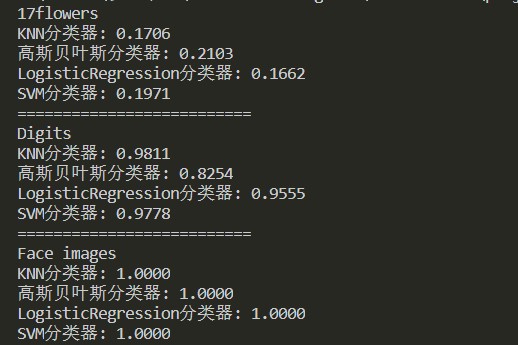 17flowers
KNN分类器: 0.1706
高斯贝叶斯分类器: 0.2103
LogisticRegression分类器: 0.1662
SVM分类器: 0.1971
==========================
Digits
KNN分类器: 0.9811
高斯贝叶斯分类器: 0.8254
LogisticRegression分类器: 0.9555
SVM分类器: 0.9778
==========================
Face images
KNN分类器: 1.0000
高斯贝叶斯分类器: 1.0000
LogisticRegression分类器: 1.0000
SVM分类器: 1.0000